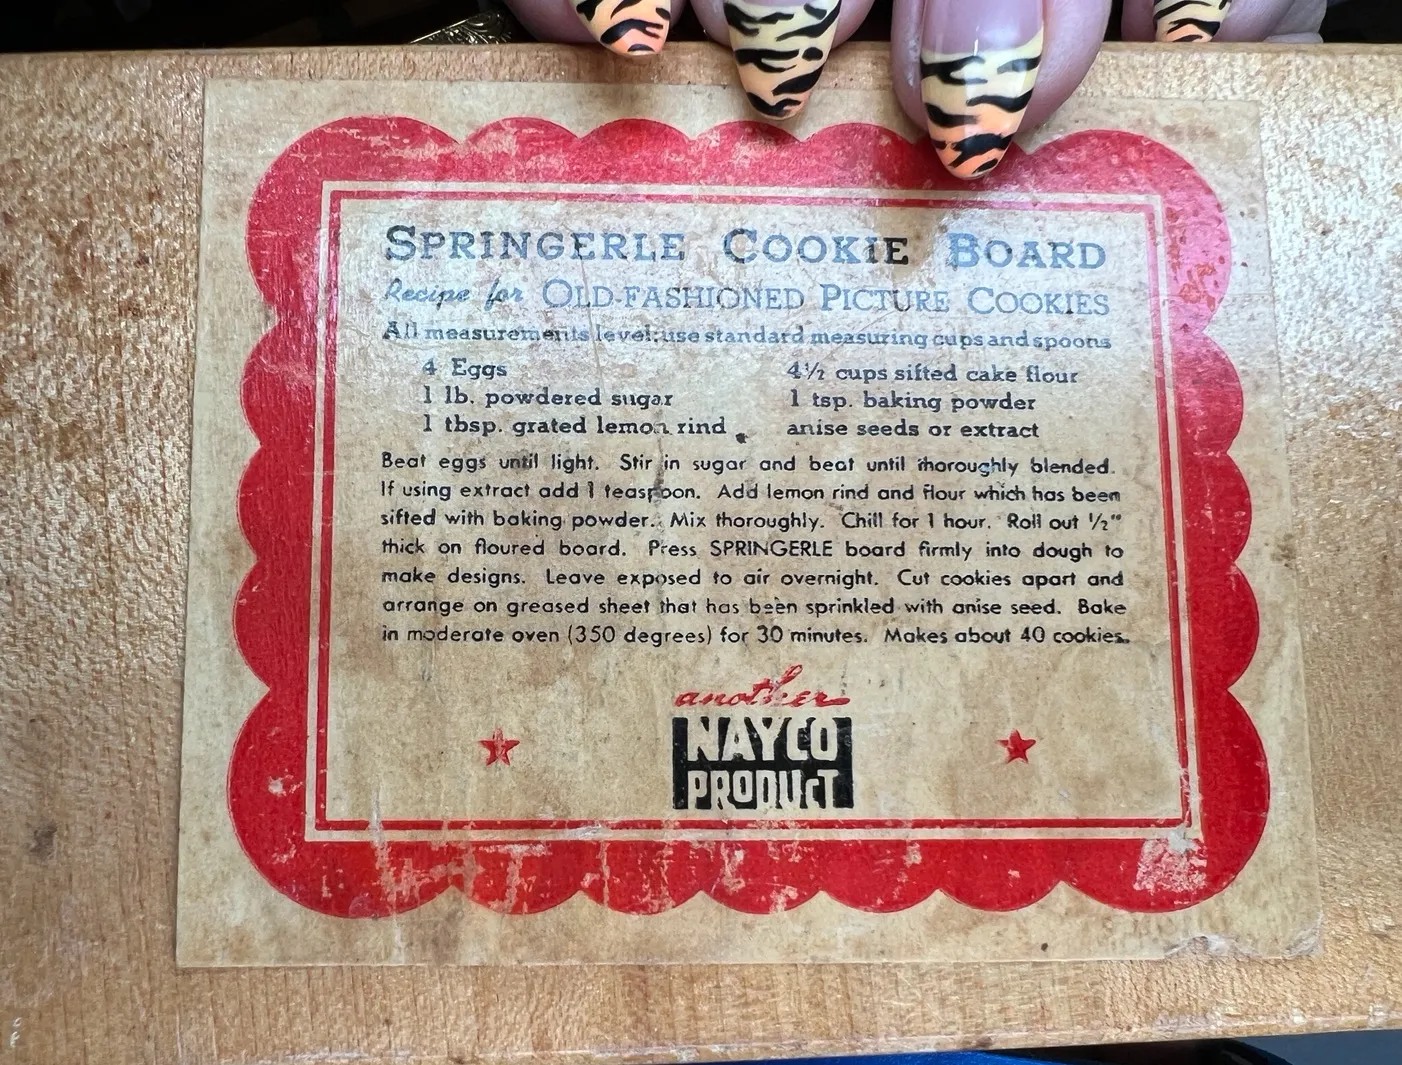 SPRINGERLE COOKIE BOARD
Recipe for OLD-FASHIONED PICTURE COOKIES
All measurements level: use standard measuring cups and spoons
4 Eggs
1 lb. powdered sugar
1 tbsp. grated lemon rind
4½ cups sifted cake flour
1 tsp. baking powder
anise seeds or extract
Beat eggs until light. Stir in sugar and beat until thoroughly blended.
If using extract add 1 teaspoon. Add lemon rind and flour which has been
sifted with baking powder. Mix thoroughly. Chill for 1 hour. Roll out ½"
thick on floured board. Press SPRINGERLE board firmly into dough to
make designs. Leave exposed to air overnight. Cut cookies apart and
arrange on greased sheet that has been sprinkled with anise seed. Bake
in moderate oven (350 degrees) for 30 minutes. Makes about 40 cookies.
another
NAYCO
PRODUCT